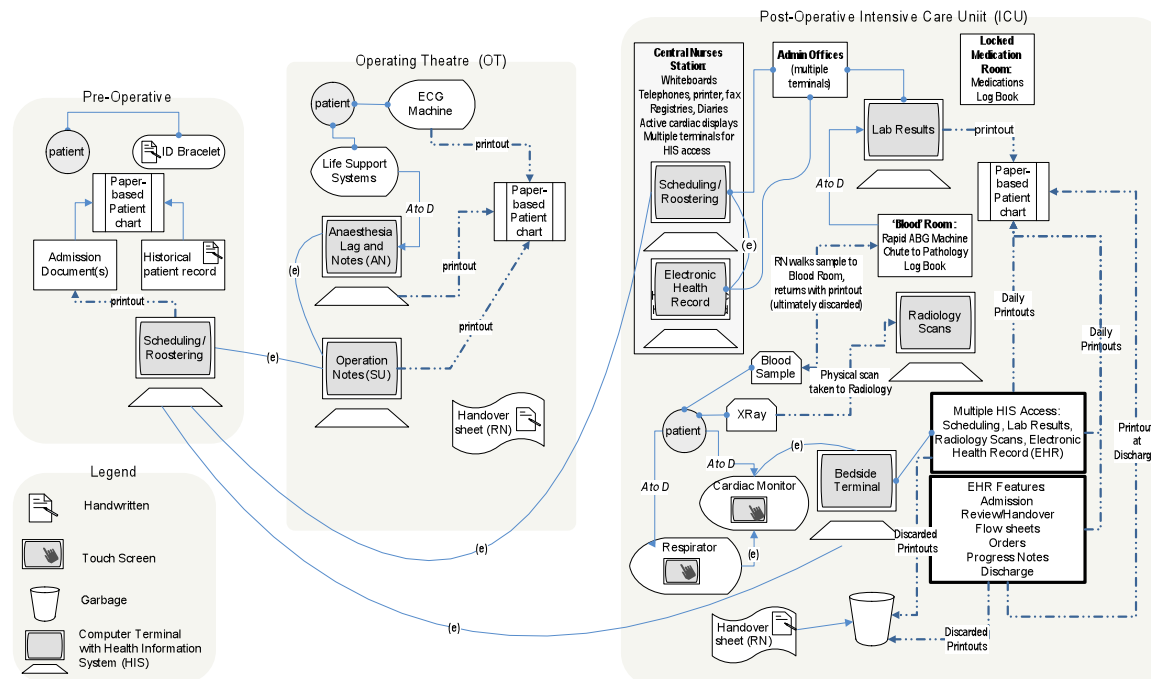 Pre-Operative
patient
ID Bracelet
Paper-
based
Patient
chart
Admission
Document(s)
Historical
patient record
printout
Scheduling/
Roostering
(e)
Legend
Handwritten
Touch Screen
Garbage
Computer Terminal
with Health Information
System (HIS)
Operating Theatre (OT)
patient
ECG
Machine
printout
Life Support
Systems
A to D
Paper-
based
Patient
chart
Anaesthesia
Lag and
Notes (AN)
printout
(e)
printout
Operation
Notes (SU)
Handover
sheet (RN)
(e)
(e)
Post-Operative Intensive Care Uniit (ICU)
Central Nurses
Station:
Whiteboards
Telephones, printer, fax
Registries, Diaries
Active cardiac displays
Multiple terminals for
HIS access
Scheduling/
Roostering
(e)
Electronic
Health
Record
Admin Offices
(multiple
terminals)
Locked
Medication
Room:
Medications
Log Book
Lab Results
printout
A to D
Paper-
based
Patient
chart
'Blood' Room:
Rapid ABG Machine
Chute to Pathology
Log Book
RN walks sample to
Blood Room,
returns with printout
(ultimately discarded)
Radiology
Scans
Daily
Printouts
Daily
Printouts
Blood
Sample
Physical scan
taken to Radiology
XRay
patient
A to D
A to D
(e)
Cardiac Monitor
Bedside
Terminal
Respirator
(e)
Multiple HIS Access:
Scheduling, Lab Results,
Radiology Scans, Electronic
Health Record (EHR)
Printout
at
Discharge
EHR Features:
Admission
Review/Handover
Flow sheets
Orders
Progress Notes
Discharge
Discarded
Printouts
Handover
sheet (RN)
Discarded
Printouts